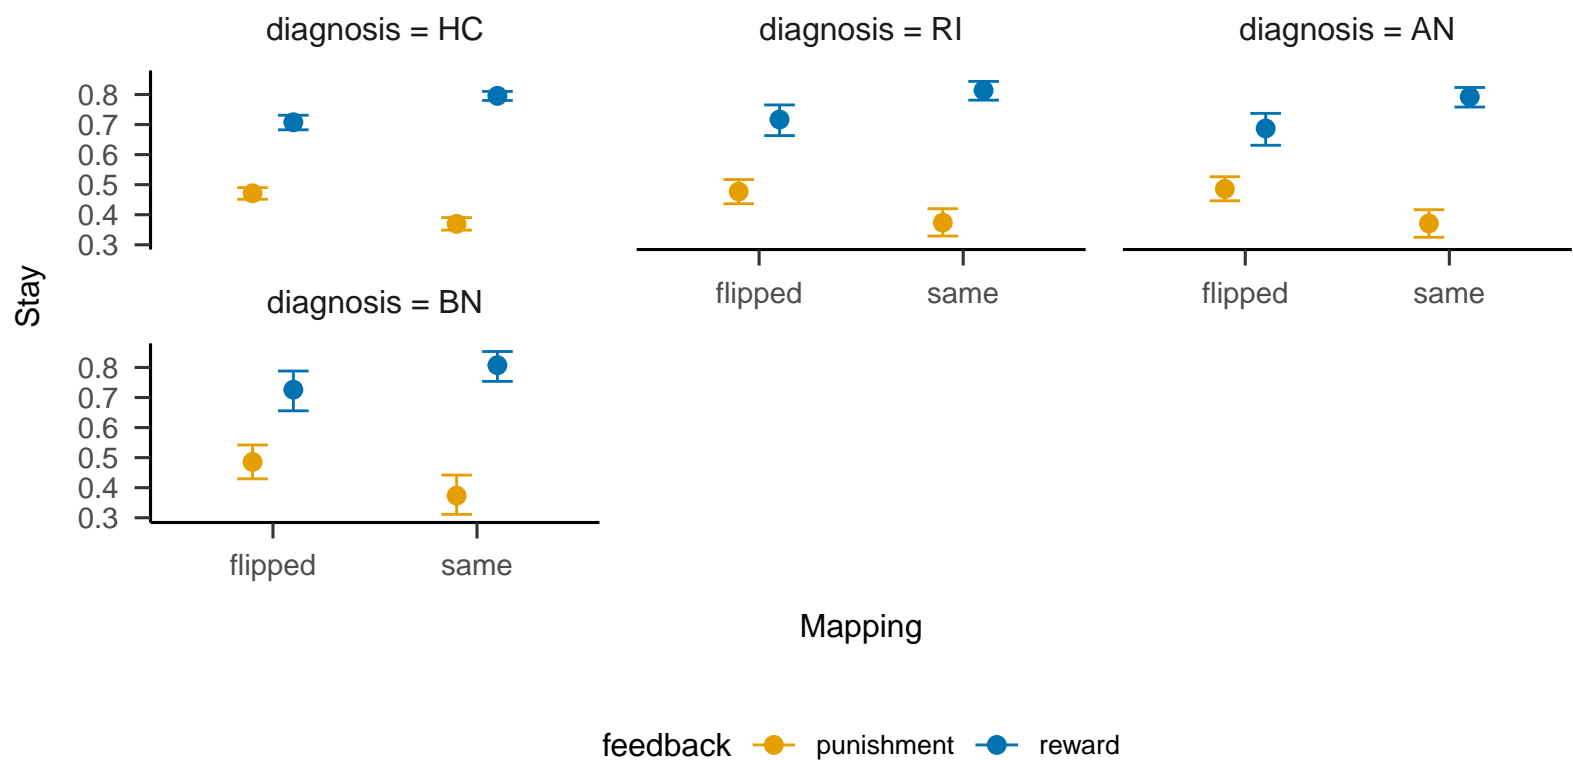 diagnosis = HC
diagnosis = RI
diagnosis = AN
0.8
0.7
0.6
0.5
0.4
0.3
flipped
same
flipped
same
Stay
diagnosis = BN
0.8
0.7
0.6
0.5
0.4
0.3
flipped
same
Mapping
feedback punishment reward